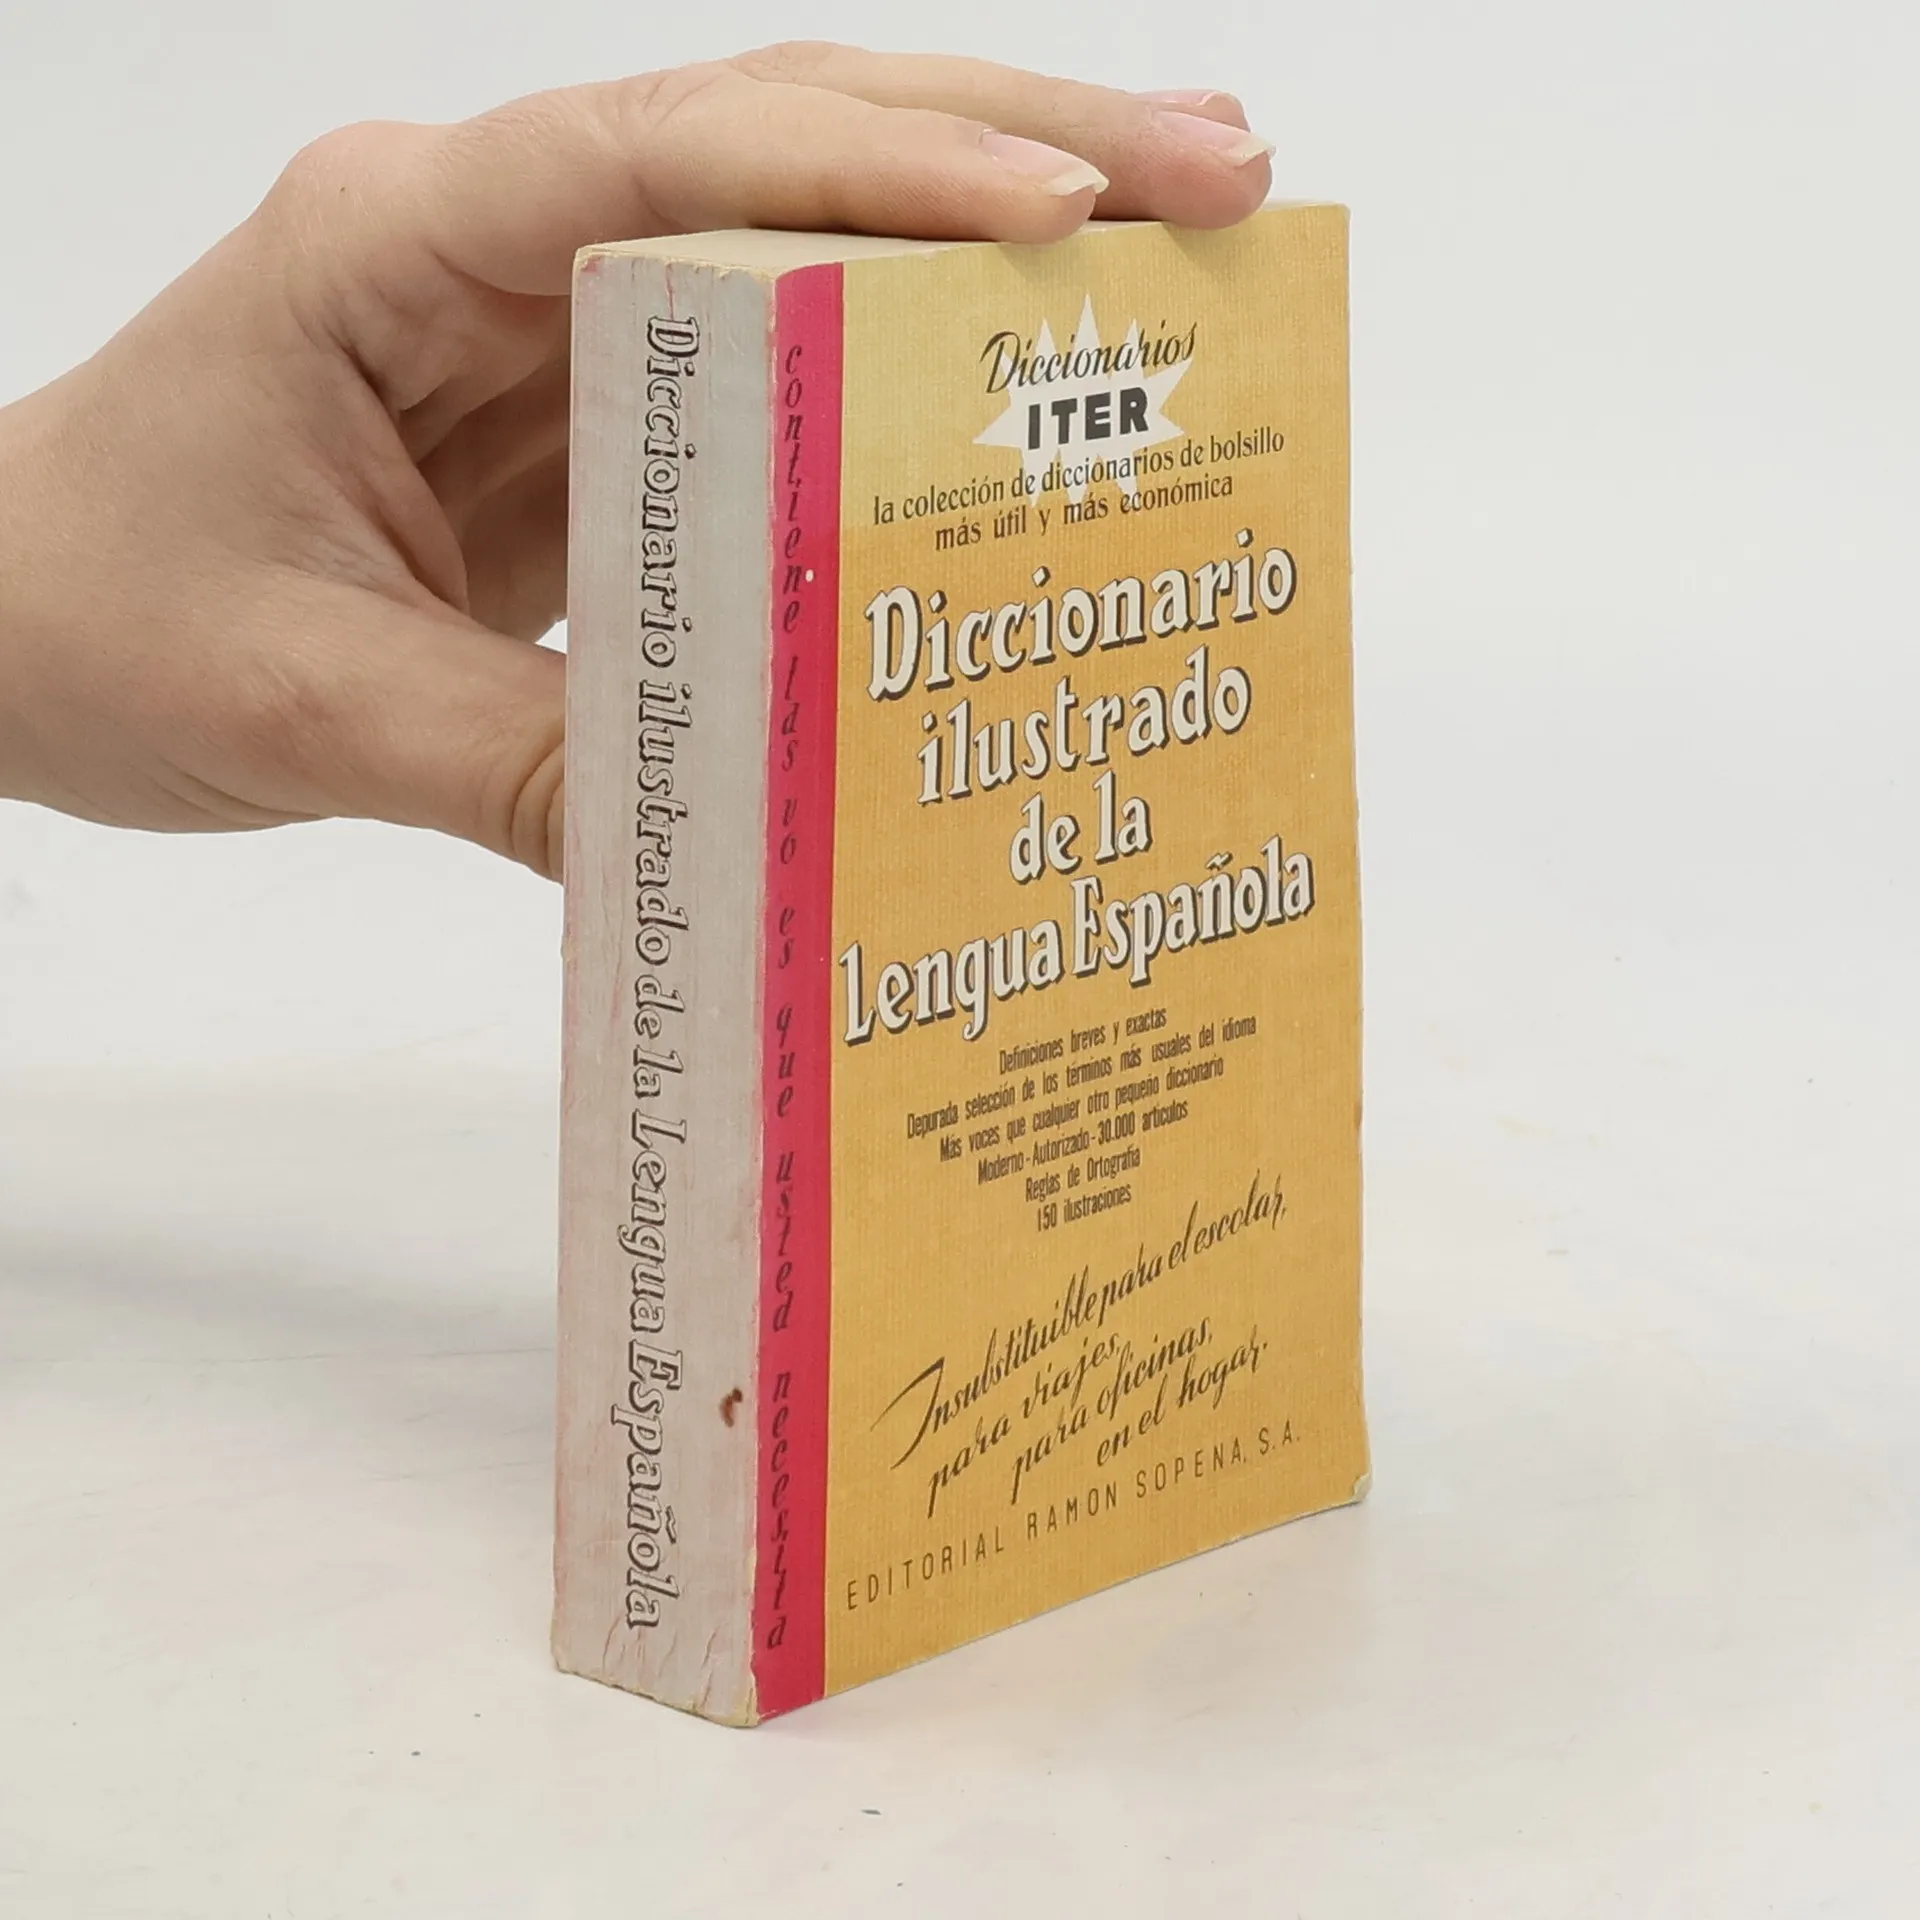 Diccionario ilustrado de la Lengua Española
contiene las voces que usted necesita
Diccionarios
ITER
la colección de diccionarios de bolsillo
más útil y más económica
Diccionario
ilustrado
de la
Lengua Española
Definiciones breves y exactas
Depurada selección de los términos más usuales del idioma
Más voces que cualquier otro pequeño diccionario
Moderno - Autorizado - 30.000 artículos
Reglas de Ortografía
150 ilustraciones
Insubstituible para el escolar,
para viajes,
para oficinas,
en el hogar.
EDITORIAL RAMON SOPENA, S.A.